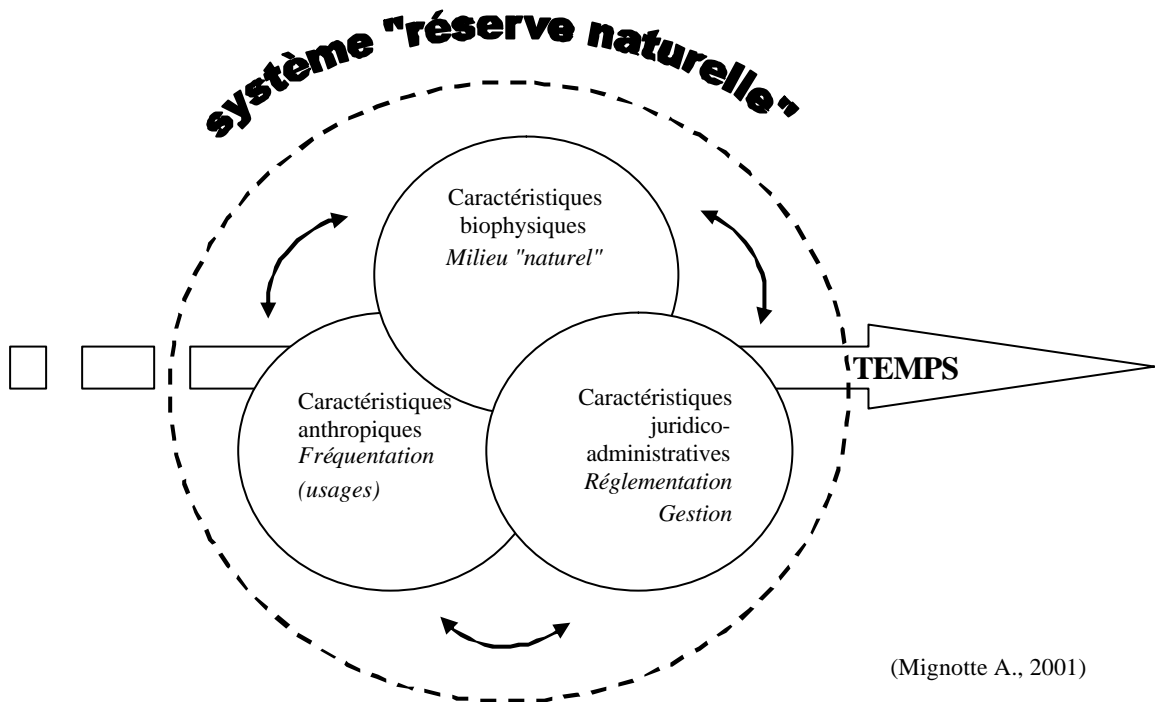 système "réserve naturelle"
Caractéristiques
biophysiques
Milieu "naturel"
TEMPS
Caractéristiques
anthropiques
Fréquentation
(usages)
Caractéristiques
juridico-
administratives
Réglementation
Gestion
(Mignotte A., 2001)